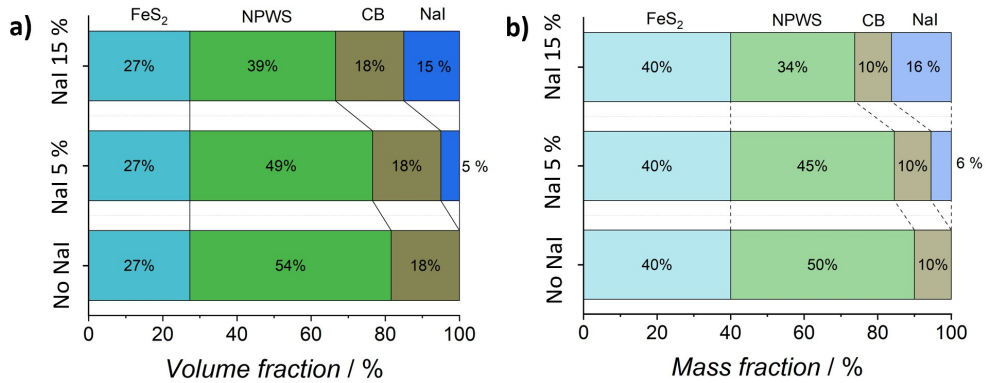 a)
FeS2 NPWS CB NaI
NaI 15 %
27% 39% 18% 15 %
NaI 5 %
27% 49% 18% 5 %
No NaI
27% 54% 18%
0 20 40 60 80 100
Volume fraction / %
b)
FeS2 NPWS CB NaI
NaI 15 %
40% 34% 10% 16 %
NaI 5 %
40% 45% 10% 6 %
No NaI
40% 50% 10%
0 20 40 60 80 100
Mass fraction / %